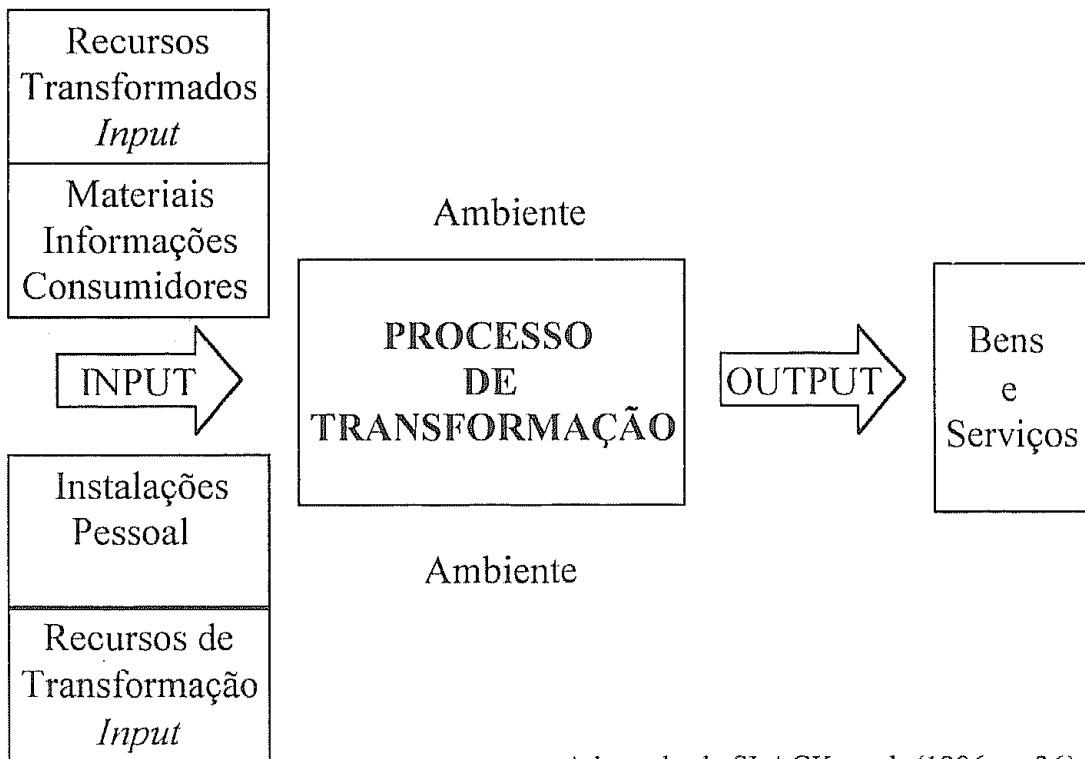 Recursos
Transformados
Input
Materiais
Informações
Consumidores
INPUT
Instalações
Pessoal
Recursos de
Transformação
Input
Ambiente
PROCESSO
DE
TRANSFORMAÇÃO
Ambiente
OUTPUT
Bens
e
Serviços